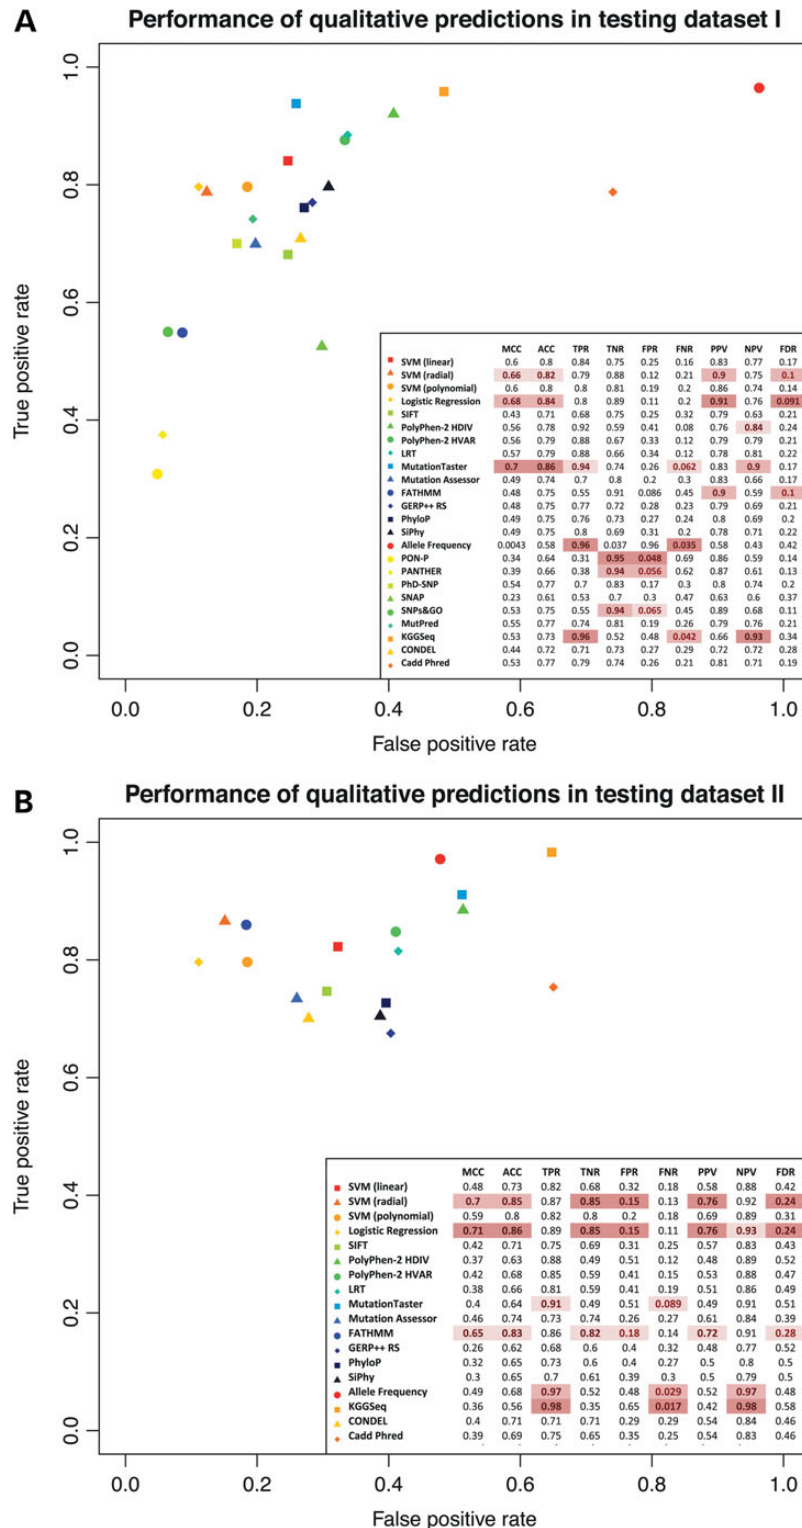 A Performance of qualitative predictions in testing dataset I
True positive rate
1.0
0.8
0.6
0.4
0.2
0.0
MCC ACC TPR TNR FPR FNR PPV NPV FDR
SVM (linear) 0.6 0.8 0.84 0.75 0.25 0.16 0.83 0.77 0.17
SVM (radial) 0.66 0.82 0.79 0.88 0.12 0.21 0.9 0.75 0.1
SVM (polynomial) 0.6 0.8 0.8 0.81 0.19 0.2 0.86 0.74 0.14
Logistic Regression 0.68 0.84 0.8 0.89 0.11 0.2 0.91 0.76 0.091
SIFT 0.43 0.71 0.68 0.75 0.25 0.32 0.79 0.63 0.21
PolyPhen-2 HDIV 0.56 0.78 0.92 0.59 0.41 0.08 0.76 0.84 0.24
PolyPhen-2 HVAR 0.56 0.79 0.88 0.67 0.33 0.12 0.79 0.79 0.21
LRT 0.57 0.79 0.88 0.66 0.34 0.12 0.78 0.81 0.22
MutationTaster 0.7 0.86 0.94 0.74 0.26 0.062 0.83 0.9 0.17
Mutation Assessor 0.49 0.74 0.7 0.8 0.2 0.3 0.83 0.66 0.17
FATHMM 0.48 0.75 0.55 0.91 0.086 0.45 0.9 0.59 0.1
GERP++ RS 0.48 0.75 0.77 0.72 0.28 0.23 0.79 0.69 0.21
PhyloP 0.49 0.75 0.76 0.73 0.27 0.24 0.8 0.69 0.2
SiPhy 0.49 0.75 0.8 0.69 0.31 0.2 0.78 0.71 0.22
Allele Frequency 0.0043 0.58 0.96 0.037 0.96 0.035 0.58 0.43 0.42
PON-P 0.34 0.64 0.31 0.95 0.048 0.69 0.86 0.59 0.14
PANTHER 0.39 0.66 0.38 0.94 0.056 0.62 0.87 0.61 0.13
PhD-SNP 0.54 0.77 0.7 0.83 0.17 0.3 0.8 0.74 0.2
SNAP 0.23 0.61 0.53 0.7 0.3 0.47 0.63 0.6 0.37
SNPs&GO 0.53 0.75 0.55 0.94 0.065 0.45 0.89 0.68 0.11
MutPred 0.55 0.77 0.74 0.81 0.19 0.26 0.79 0.76 0.21
KGGSeq 0.53 0.73 0.96 0.52 0.48 0.042 0.66 0.93 0.34
CONDEL 0.44 0.72 0.71 0.73 0.27 0.29 0.72 0.72 0.28
Cadd Phred 0.53 0.77 0.79 0.74 0.26 0.21 0.81 0.71 0.19
0.0 0.2 0.4 0.6 0.8 1.0
False positive rate
B Performance of qualitative predictions in testing dataset II
True positive rate
1.0
0.8
0.6
0.4
0.2
0.0
MCC ACC TPR TNR FPR FNR PPV NPV FDR
SVM (linear) 0.48 0.73 0.82 0.68 0.32 0.18 0.58 0.88 0.42
SVM (radial) 0.7 0.85 0.87 0.85 0.15 0.13 0.76 0.92 0.24
SVM (polynomial) 0.59 0.8 0.82 0.8 0.2 0.18 0.69 0.89 0.31
Logistic Regression 0.71 0.86 0.89 0.85 0.15 0.11 0.76 0.93 0.24
SIFT 0.42 0.71 0.75 0.69 0.31 0.25 0.57 0.83 0.43
PolyPhen-2 HDIV 0.37 0.63 0.88 0.49 0.51 0.12 0.48 0.89 0.52
PolyPhen-2 HVAR 0.42 0.68 0.85 0.59 0.41 0.15 0.53 0.88 0.47
LRT 0.38 0.66 0.81 0.59 0.41 0.19 0.51 0.86 0.49
MutationTaster 0.4 0.64 0.91 0.49 0.51 0.089 0.49 0.91 0.51
Mutation Assessor 0.46 0.74 0.73 0.74 0.26 0.27 0.61 0.84 0.39
FATHMM 0.65 0.83 0.86 0.82 0.18 0.14 0.72 0.91 0.28
GERP++ RS 0.26 0.62 0.68 0.6 0.4 0.32 0.48 0.77 0.52
PhyloP 0.32 0.65 0.73 0.6 0.4 0.27 0.5 0.8 0.5
SiPhy 0.3 0.65 0.7 0.61 0.39 0.3 0.5 0.79 0.5
Allele Frequency 0.49 0.68 0.97 0.52 0.48 0.029 0.52 0.97 0.48
KGGSeq 0.36 0.56 0.98 0.35 0.65 0.017 0.42 0.98 0.58
CONDEL 0.4 0.71 0.71 0.71 0.29 0.29 0.54 0.84 0.46
Cadd Phred 0.39 0.69 0.75 0.65 0.35 0.25 0.54 0.83 0.46
0.0 0.2 0.4 0.6 0.8 1.0
False positive rate